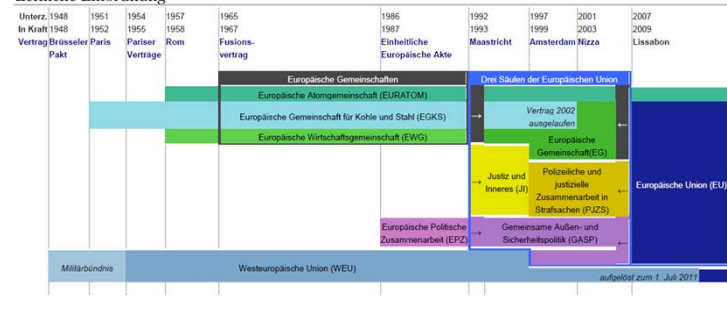 Unterz. 1948 1951 1954 1957 1965 1986 1992 1997 2001 2007
In Kraft 1948 1952 1955 1958 1967 1987 1993 1999 2003 2009
Vertrag Brüsseler Paris Pariser Rom Fusions- Einheitliche Maastricht Amsterdam Nizza Lissabon
Pakt Verträge vertrag Europäische Akte
Europäische Gemeinschaften
Drei Säulen der Europäischen Union
Europäische Atomgemeinschaft (EURATOM)
Europäische Gemeinschaft für Kohle und Stahl (EGKS)
→
Vertrag 2002
ausgelaufen
←
Europäische Wirtschaftsgemeinschaft (EWG)
Europäische
Gemeinschaft(EG)
→
Justiz und
Inneres (JI)
Polizeiliche und
justizielle
Zusammenarbeit in
Strafsachen (PJZS)
←
Europäische Union (EU)
Europäische Politische
Zusammenarbeit (EPZ)
→
Gemeinsame Außen- und
Sicherheitspolitik (GASP)
←
Militärbündnis
Westeuropäische Union (WEU)
aufgelöst zum 1. Juli 2011